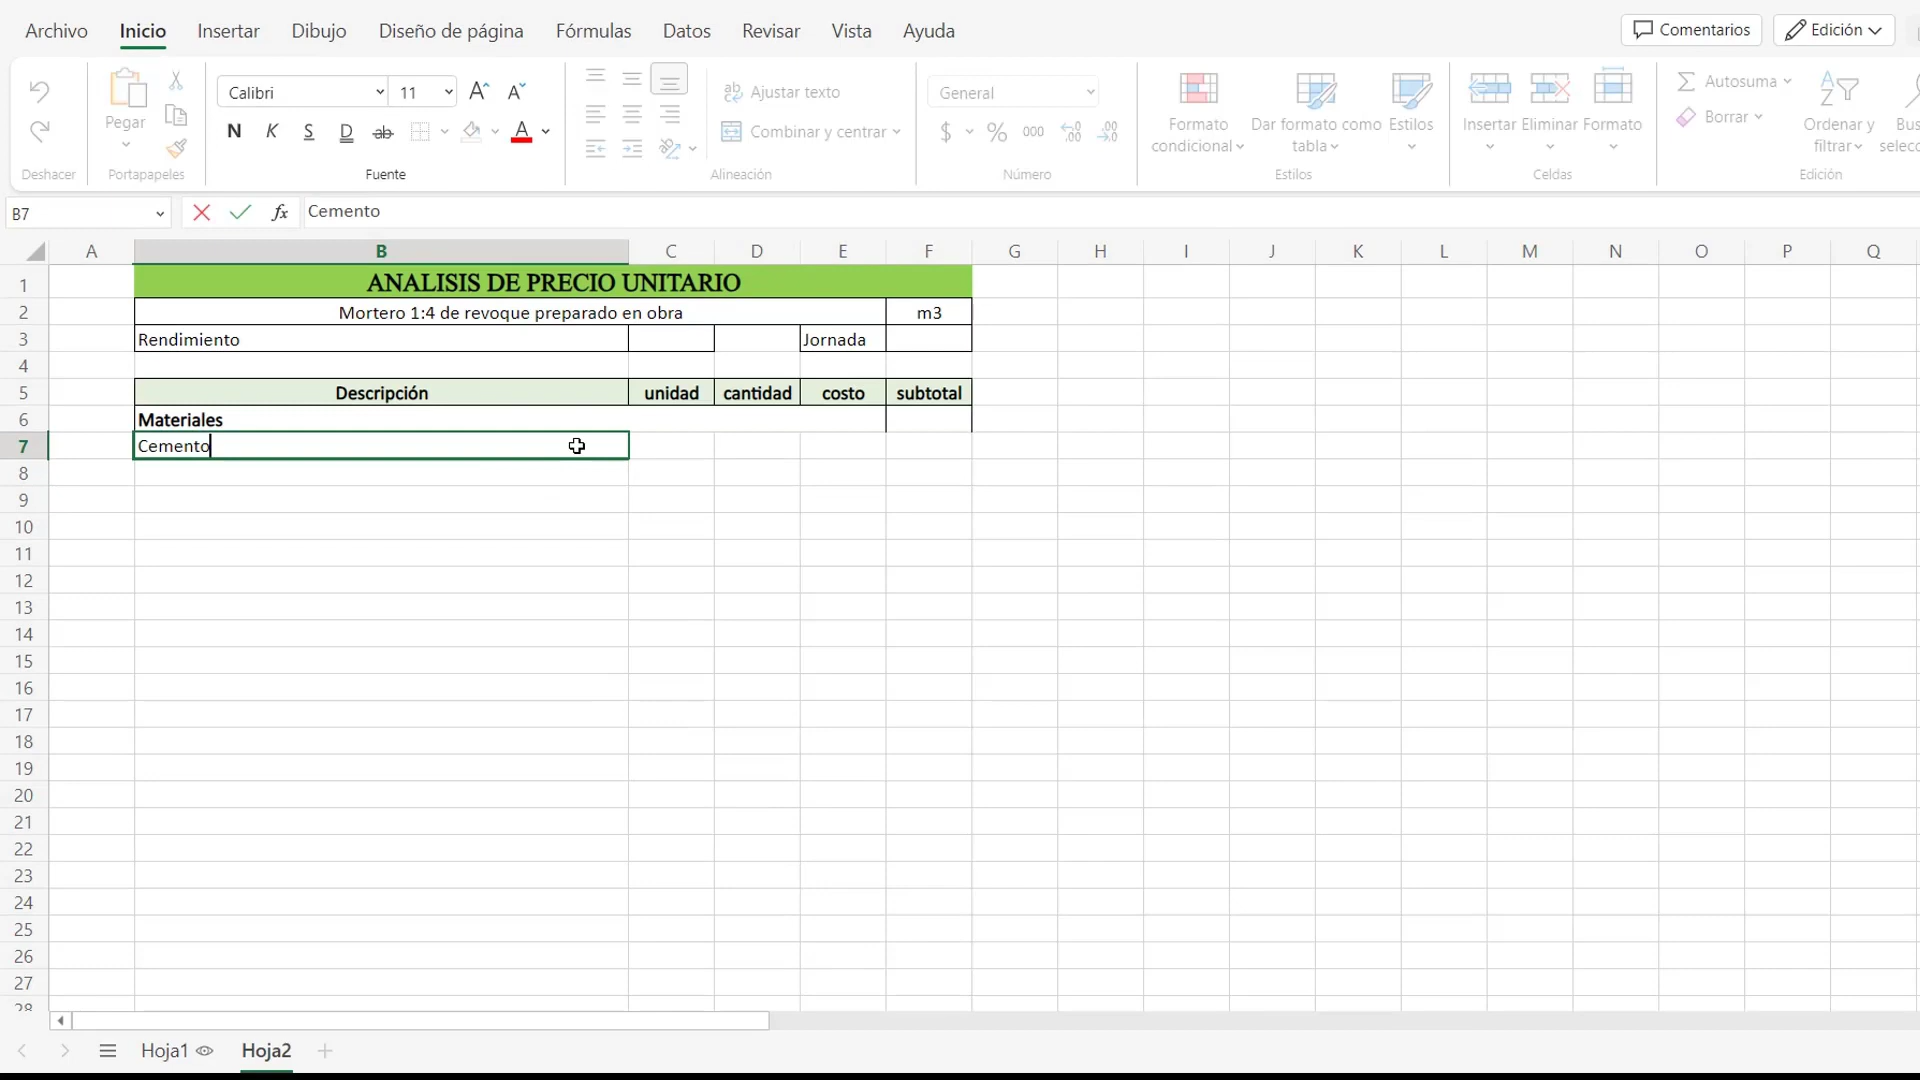 Archivo Inicio Insertar Dibujo Diseño de página Fórmulas Datos Revisar Vista Ayuda Comentarios Edición
Pegar Calibri 11 Ajustar texto General Autosuma
N K S D ab Combinar y centrar $ % 000 Formato condicional Dar formato como tabla Estilos Insertar Eliminar Formato Borrar Ordenar y filtrar
Deshacer Portapapeles Fuente Alineación Número Estilos Celdas Edición
B7 fx Cemento
A B C D E F G H I J K L M N O P Q
1 ANALISIS DE PRECIO UNITARIO
2 Mortero 1:4 de revoque preparado en obra m3
3 Rendimiento Jornada
4
5 Descripción unidad cantidad costo subtotal
6 Materiales
7 Cemento
8
9
10
11
12
13
14
15
16
17
18
19
20
21
22
23
24
25
26
27
28
Hoja1 Hoja2